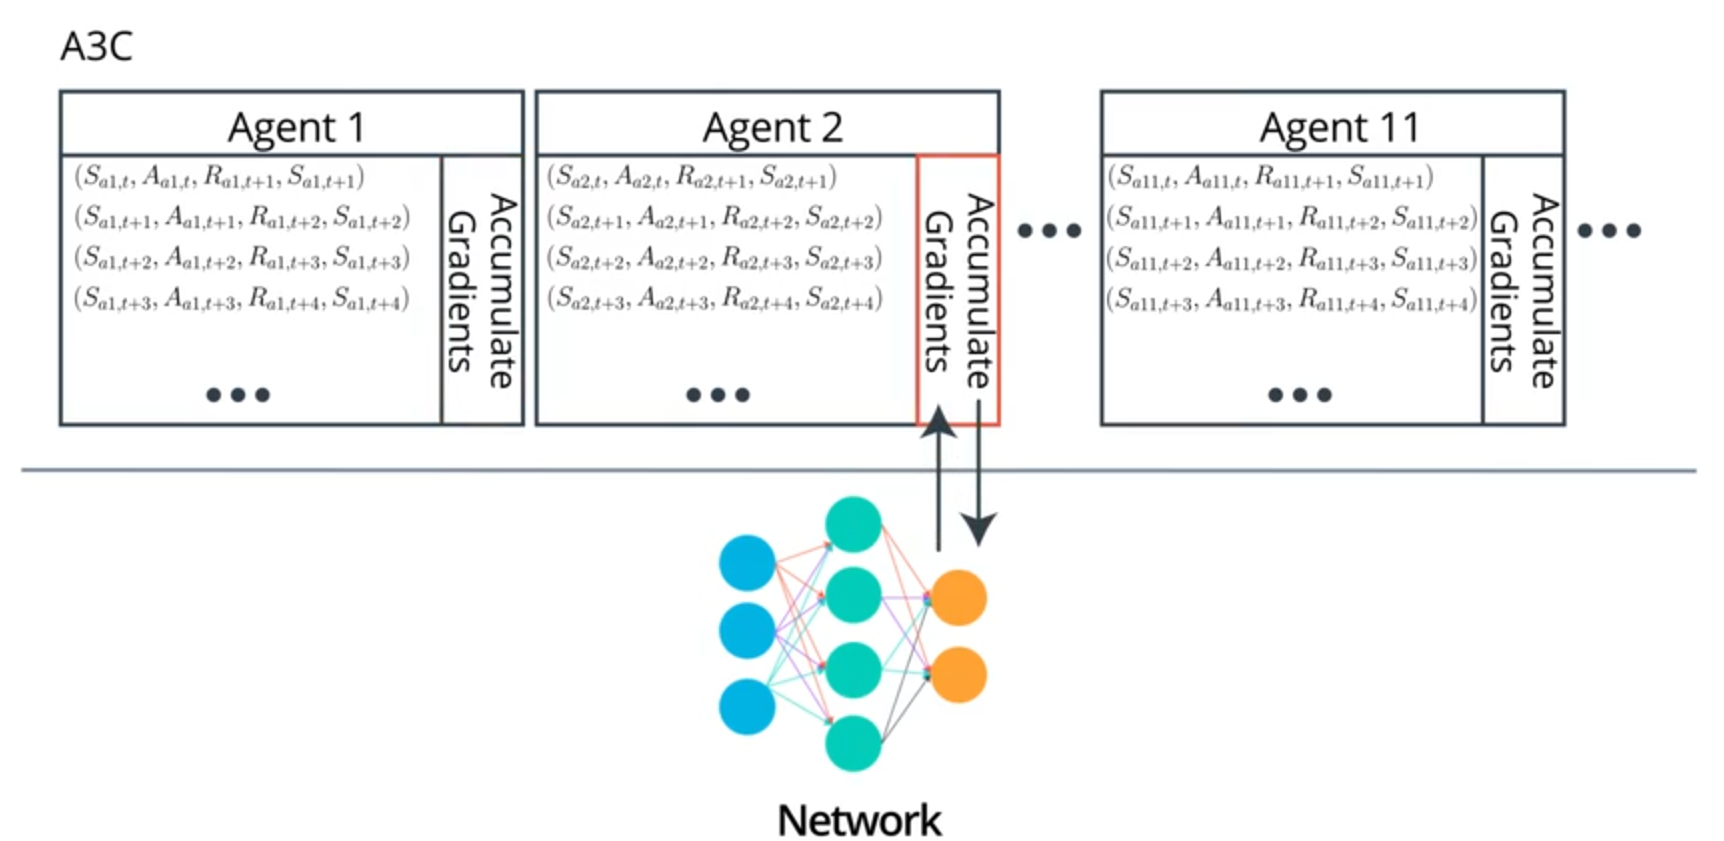 A3C
Agent 1
(S_{a1,t}, A_{a1,t}, R_{a1,t+1}, S_{a1,t+1})
(S_{a1,t+1}, A_{a1,t+1}, R_{a1,t+2}, S_{a1,t+2})
(S_{a1,t+2}, A_{a1,t+2}, R_{a1,t+3}, S_{a1,t+3})
(S_{a1,t+3}, A_{a1,t+3}, R_{a1,t+4}, S_{a1,t+4})
•••
Accumulate
Gradients
Agent 2
(S_{a2,t}, A_{a2,t}, R_{a2,t+1}, S_{a2,t+1})
(S_{a2,t+1}, A_{a2,t+1}, R_{a2,t+2}, S_{a2,t+2})
(S_{a2,t+2}, A_{a2,t+2}, R_{a2,t+3}, S_{a2,t+3})
(S_{a2,t+3}, A_{a2,t+3}, R_{a2,t+4}, S_{a2,t+4})
•••
Accumulate
Gradients
•••
Agent 11
(S_{a11,t}, A_{a11,t}, R_{a11,t+1}, S_{a11,t+1})
(S_{a11,t+1}, A_{a11,t+1}, R_{a11,t+2}, S_{a11,t+2})
(S_{a11,t+2}, A_{a11,t+2}, R_{a11,t+3}, S_{a11,t+3})
(S_{a11,t+3}, A_{a11,t+3}, R_{a11,t+4}, S_{a11,t+4})
•••
Accumulate
Gradients
•••
Network